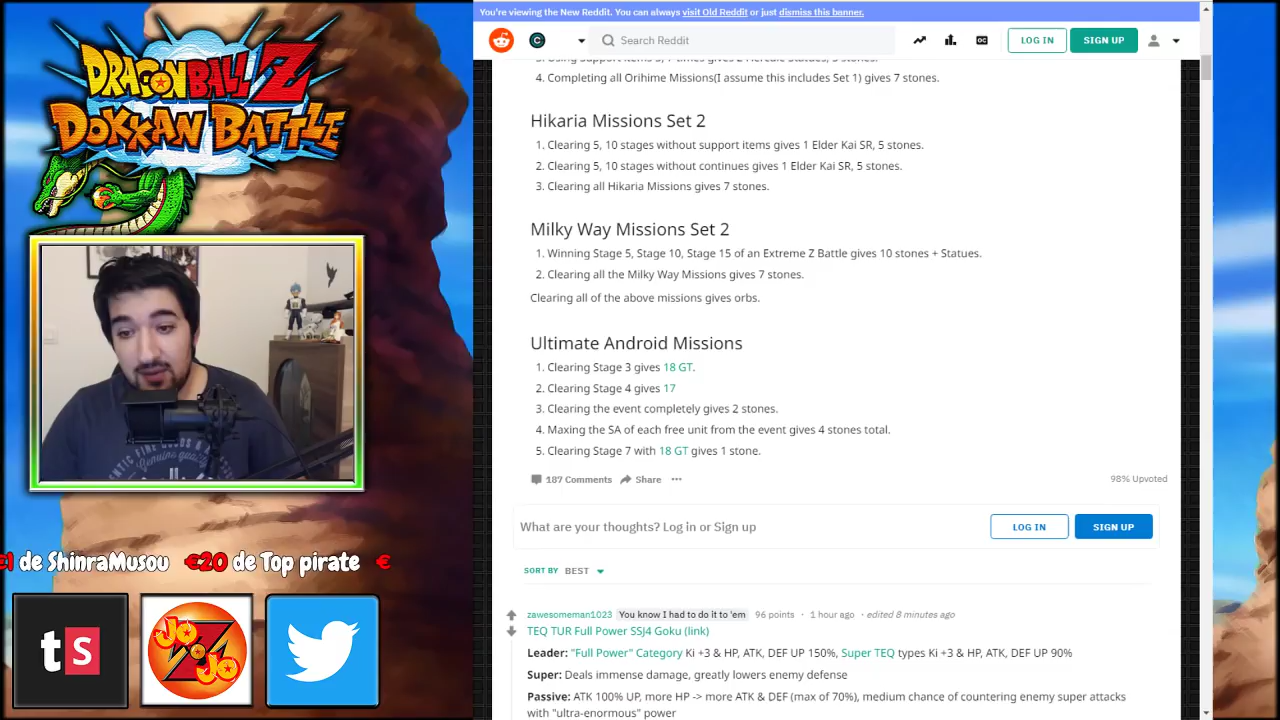 You're viewing the New Reddit. You can always visit Old Reddit or just dismiss this banner.
Search Reddit
LOG IN
SIGN UP
4. Completing all Orihime Missions(I assume this includes Set 1) gives 7 stones.
Hikaria Missions Set 2
1. Clearing 5, 10 stages without support items gives 1 Elder Kai SR, 5 stones.
2. Clearing 5, 10 stages without continues gives 1 Elder Kai SR, 5 stones.
3. Clearing all Hikaria Missions gives 7 stones.
Milky Way Missions Set 2
1. Winning Stage 5, Stage 10, Stage 15 of an Extreme Z Battle gives 10 stones + Statues.
2. Clearing all the Milky Way Missions gives 7 stones.
Clearing all of the above missions gives orbs.
Ultimate Android Missions
1. Clearing Stage 3 gives 18 GT.
2. Clearing Stage 4 gives 17
3. Clearing the event completely gives 2 stones.
4. Maxing the SA of each free unit from the event gives 4 stones total.
5. Clearing Stage 7 with 18 GT gives 1 stone.
187 Comments Share ...
98% Upvoted
What are your thoughts? Log in or Sign up
LOG IN
SIGN UP
SORT BY BEST
zawesomeman1023 You know I had to do it to 'em 96 points · 1 hour ago · edited 8 minutes ago
TEQ TUR Full Power SSJ Goku (link)
Leader: "Full Power" Category Ki +3 & HP, ATK, DEF UP 150%, Super TEQ types Ki +3 & HP, ATK, DEF UP 90%
Super: Deals immense damage, greatly lowers enemy defense
Passive: ATK 100% UP, more HP -> more ATK & DEF (max of 70%), medium chance of countering enemy super attacks
with "ultra enormous"
DRAGON BALL Z
DOKKAN BATTLE
€1 de ShinraMusou €20 de Top pirate €
S
JO
Z
JO